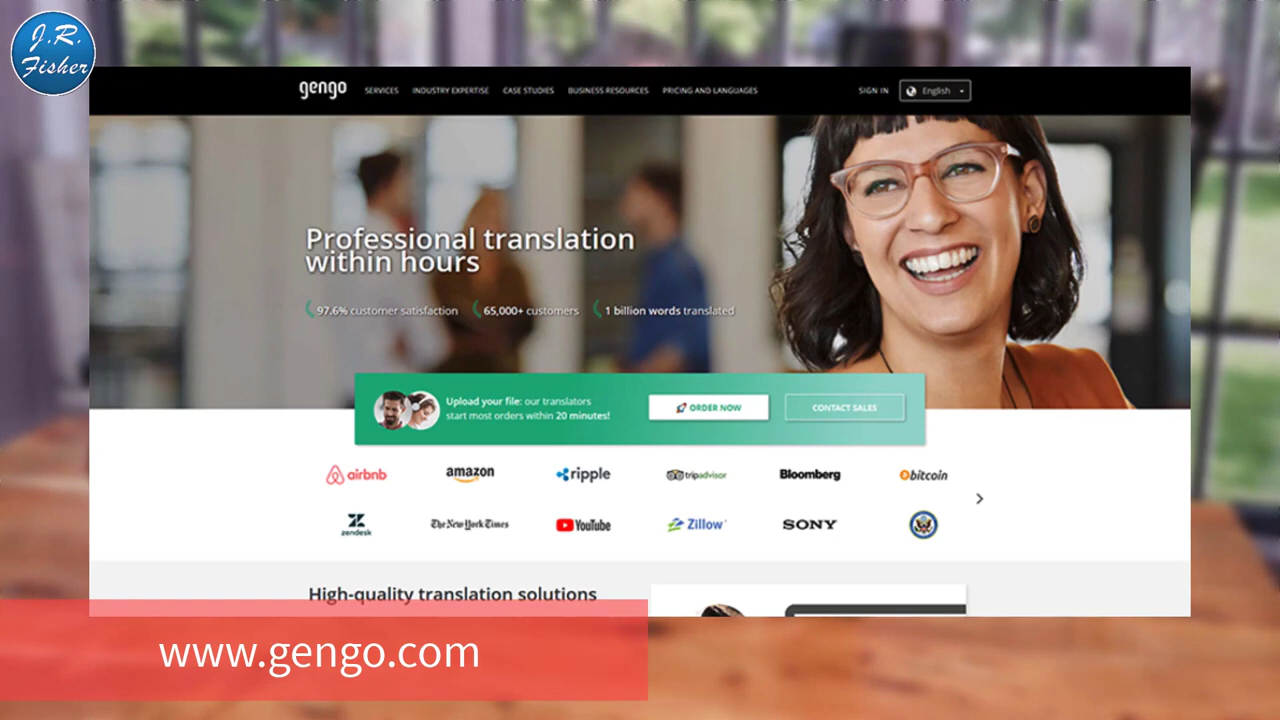 J.R.
Fisher
gengo SERVICES INDUSTRY EXPERTISE CASE STUDIES BUSINESS RESOURCES PRICING AND LANGUAGES SIGN IN English
Professional translation
within hours
97.6% customer satisfaction 65,000+ customers 1 billion words translated
Upload your file: our translators
start most orders within 20 minutes!
ORDER NOW CONTACT SALES
airbnb amazon ripple tripadvisor Bloomberg bitcoin
zendesk The New York Times YouTube Zillow SONY
High-quality translation solutions
www.gengo.com